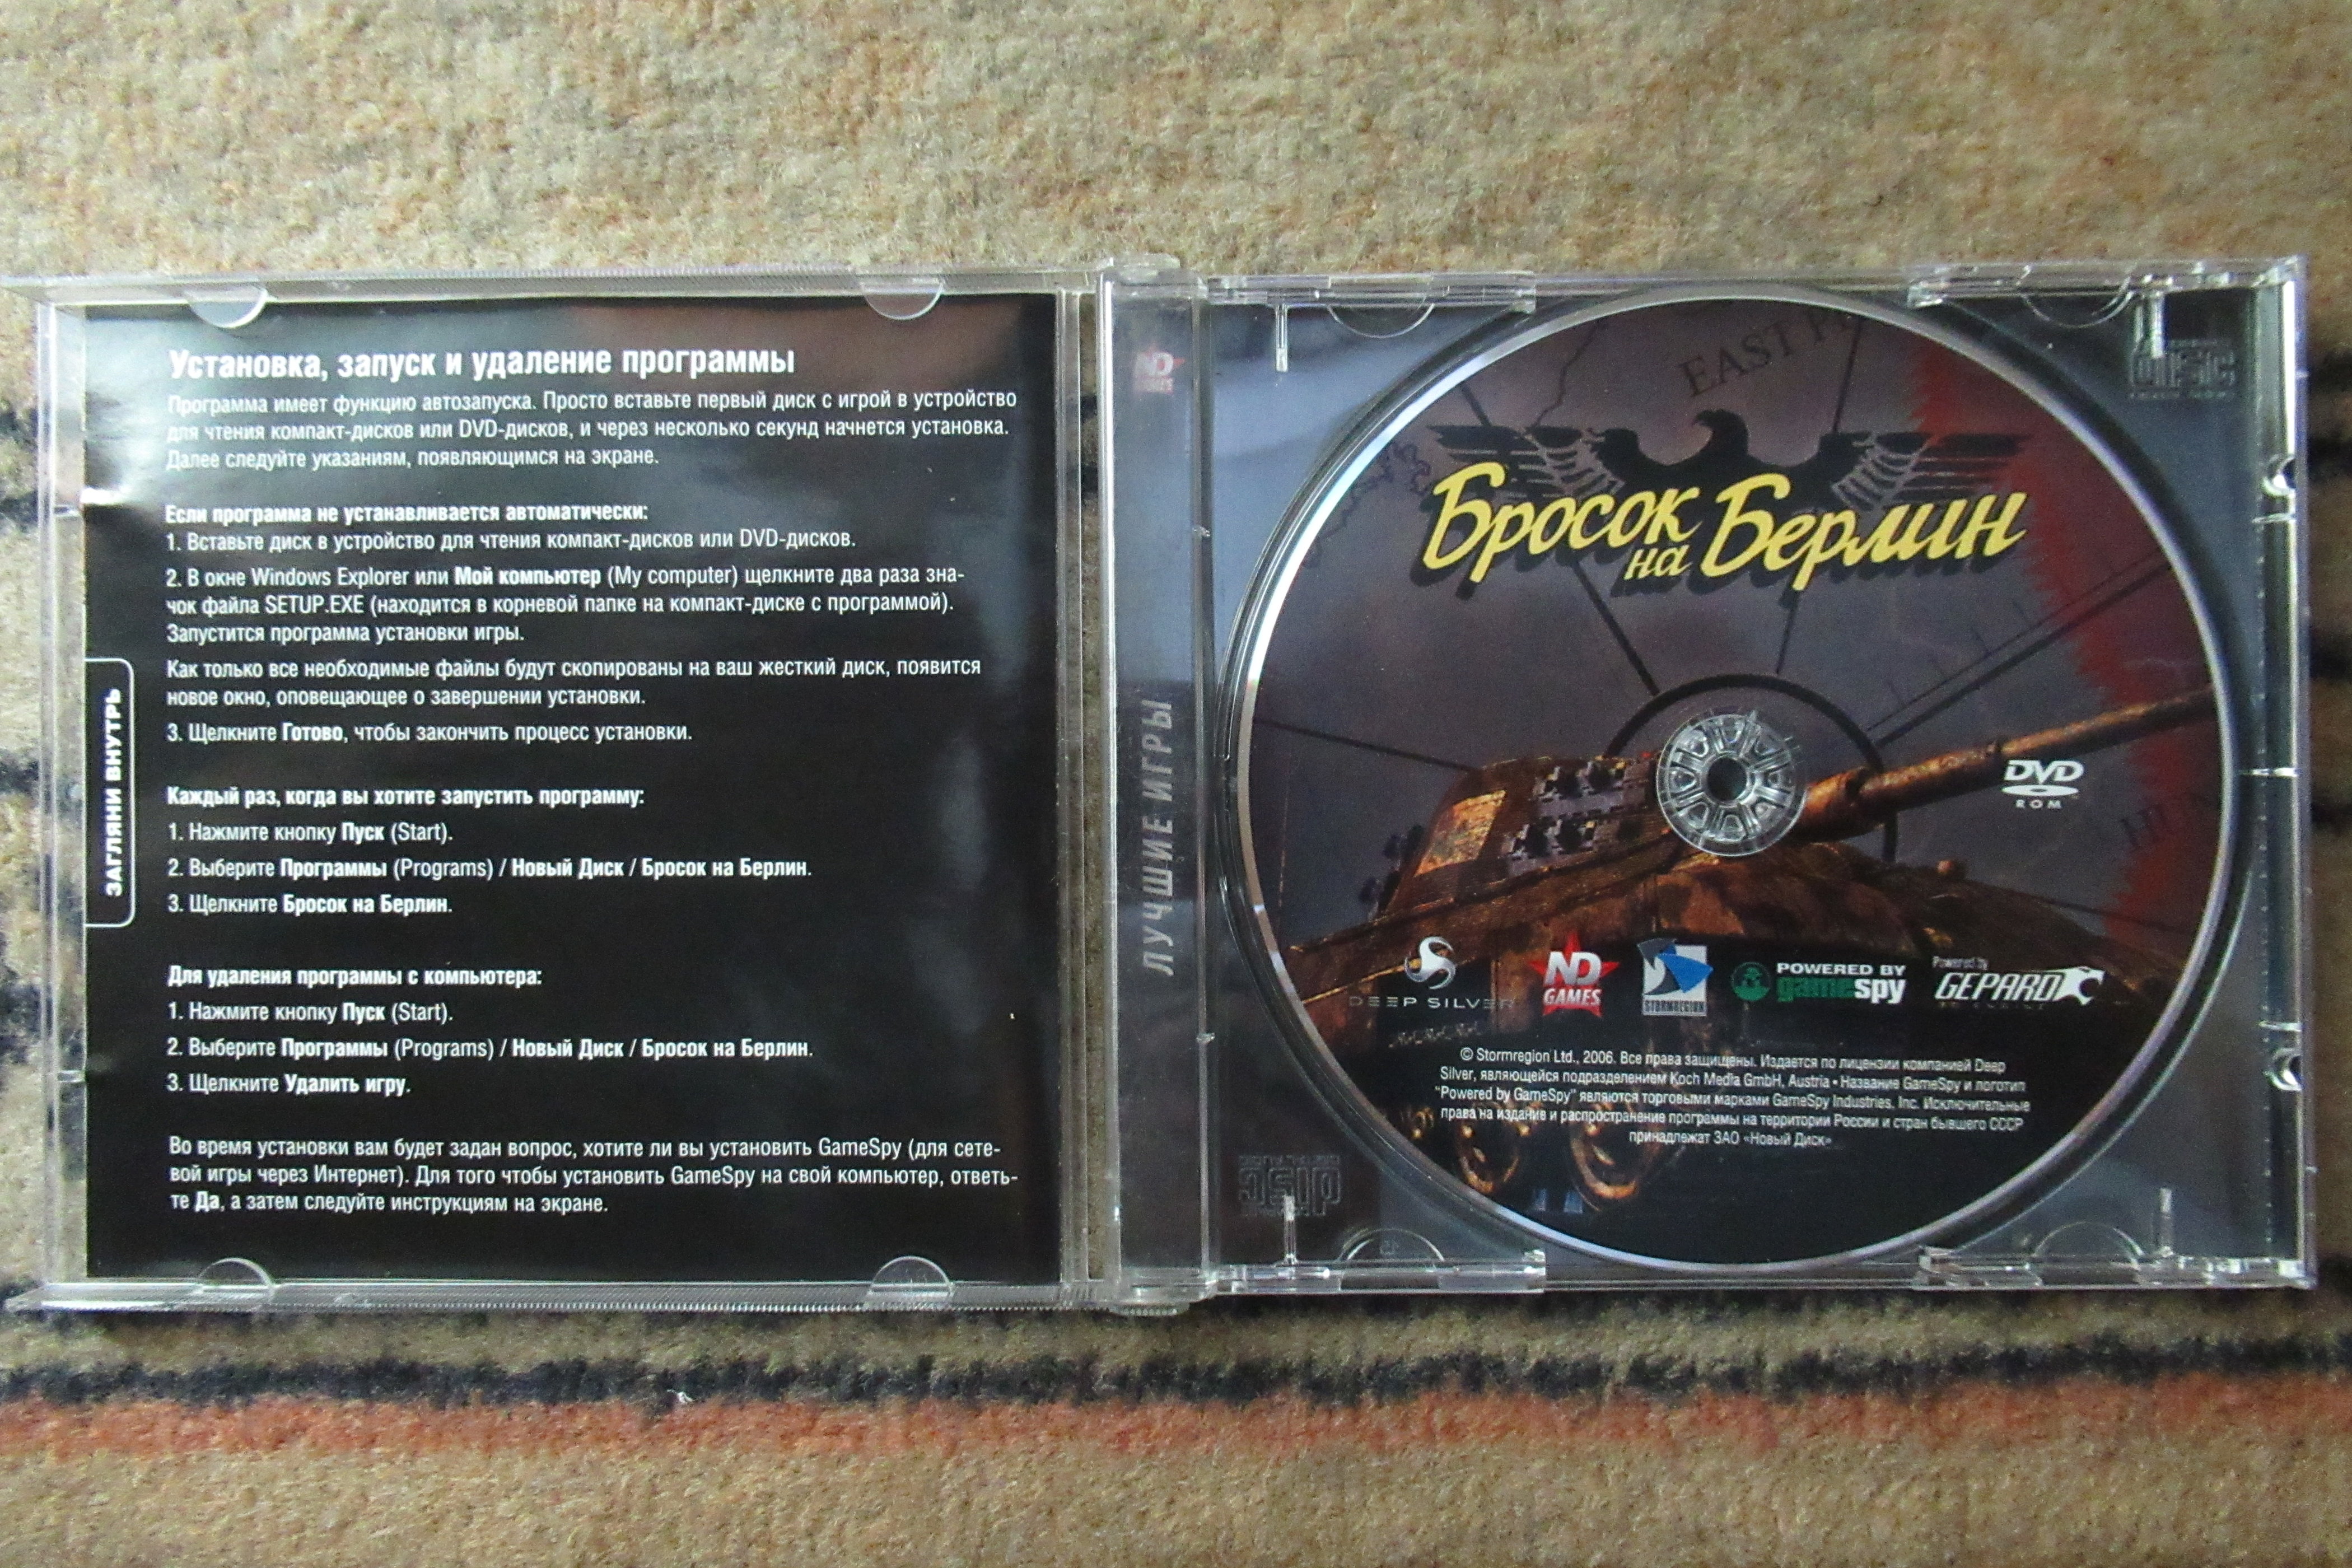 Установка, запуск и удаление программы
Программа имеет функцию автозапуска. Просто вставьте первый диск с игрой в устройство
для чтения компакт-дисков или DVD-дисков, и через несколько секунд начнется установка.
Далее следуйте указаниям, появляющимся на экране.
Если программа не устанавливается автоматически:
1. Вставьте диск в устройство для чтения компакт-дисков или DVD-дисков.
2. В окне Windows Explorer или Мой компьютер (My computer) щелкните два раза зна-
чок файла SETUP.EXE (находится в корневой папке на компакт-диске с программой).
Запустится программа установки игры.
Как только все необходимые файлы будут скопированы на ваш жесткий диск, появится
новое окно, оповещающее о завершении установки.
3. Щелкните Готово, чтобы закончить процесс установки.
Каждый раз, когда вы хотите запустить программу:
1. Нажмите кнопку Пуск (Start).
2. Выберите Программы (Programs) / Новый Диск / Бросок на Берлин.
3. Щелкните Бросок на Берлин.
Для удаления программы с компьютера:
1. Нажмите кнопку Пуск (Start).
2. Выберите Программы (Programs) / Новый Диск / Бросок на Берлин.
3. Щелкните Удалить игру.
Во время установки вам будет задан вопрос, хотите ли вы установить GameSpy (для сете-
вой игры через Интернет). Для того чтобы установить GameSpy на свой компьютер, ответь-
те Да, а затем следуйте инструкциям на экране.
ЗАГЛЯНИ ВНУТРЬ
ND
GAMES
ЛУЧШИЕ ИГРЫ
EAST
Бросок
на Берлин
DVD
ROM
DEEP SILVER
ND
GAMES
STORMREGION
POWERED BY
gamespy
Powered by
GEPARD
© Stormregion Ltd., 2006. Все права защищены. Издается по лицензии компанией Deep
Silver, являющейся подразделением Koch Media GmbH, Austria • Название GameSpy и логотип
"Powered by GameSpy" являются торговыми марками GameSpy Industries, Inc. Исключительные
права на издание и распространение программы на территории России и стран бывшего СССР
принадлежат ЗАО «Новый Диск»
disc